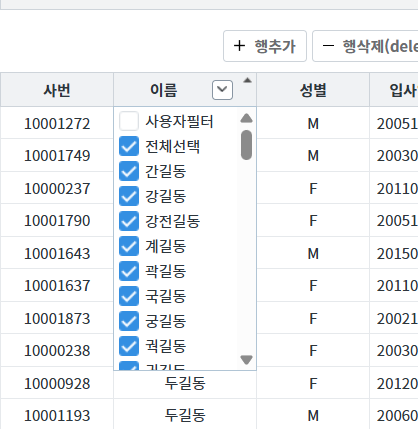 + 행추가 − 행삭제(dele
사번 이름 성별 입사
10001272 M 20051
10001749 M 20030
10000237 F 20110
10001790 F 20051
10001643 M 20150
10001637 F 20110
10001873 F 20021
10000238 F 20030
10000928 두길동 F 20120
10001193 두길동 M 20060
사용자필터
전체선택
간길동
강길동
강전길동
계길동
곽길동
국길동
궁길동
궉길동